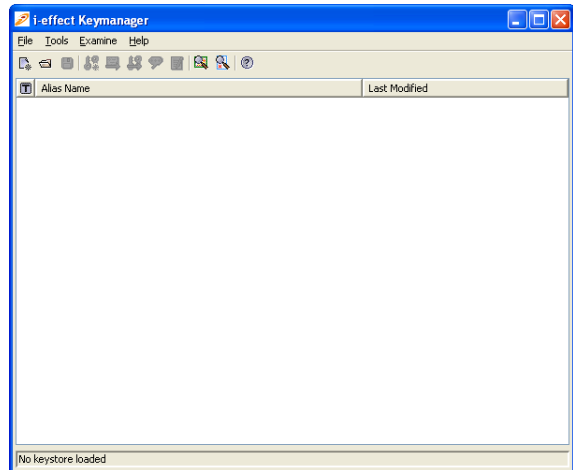 i-effect Keymanager
File Tools Examine Help
T Alias Name Last Modified
No keystore loaded